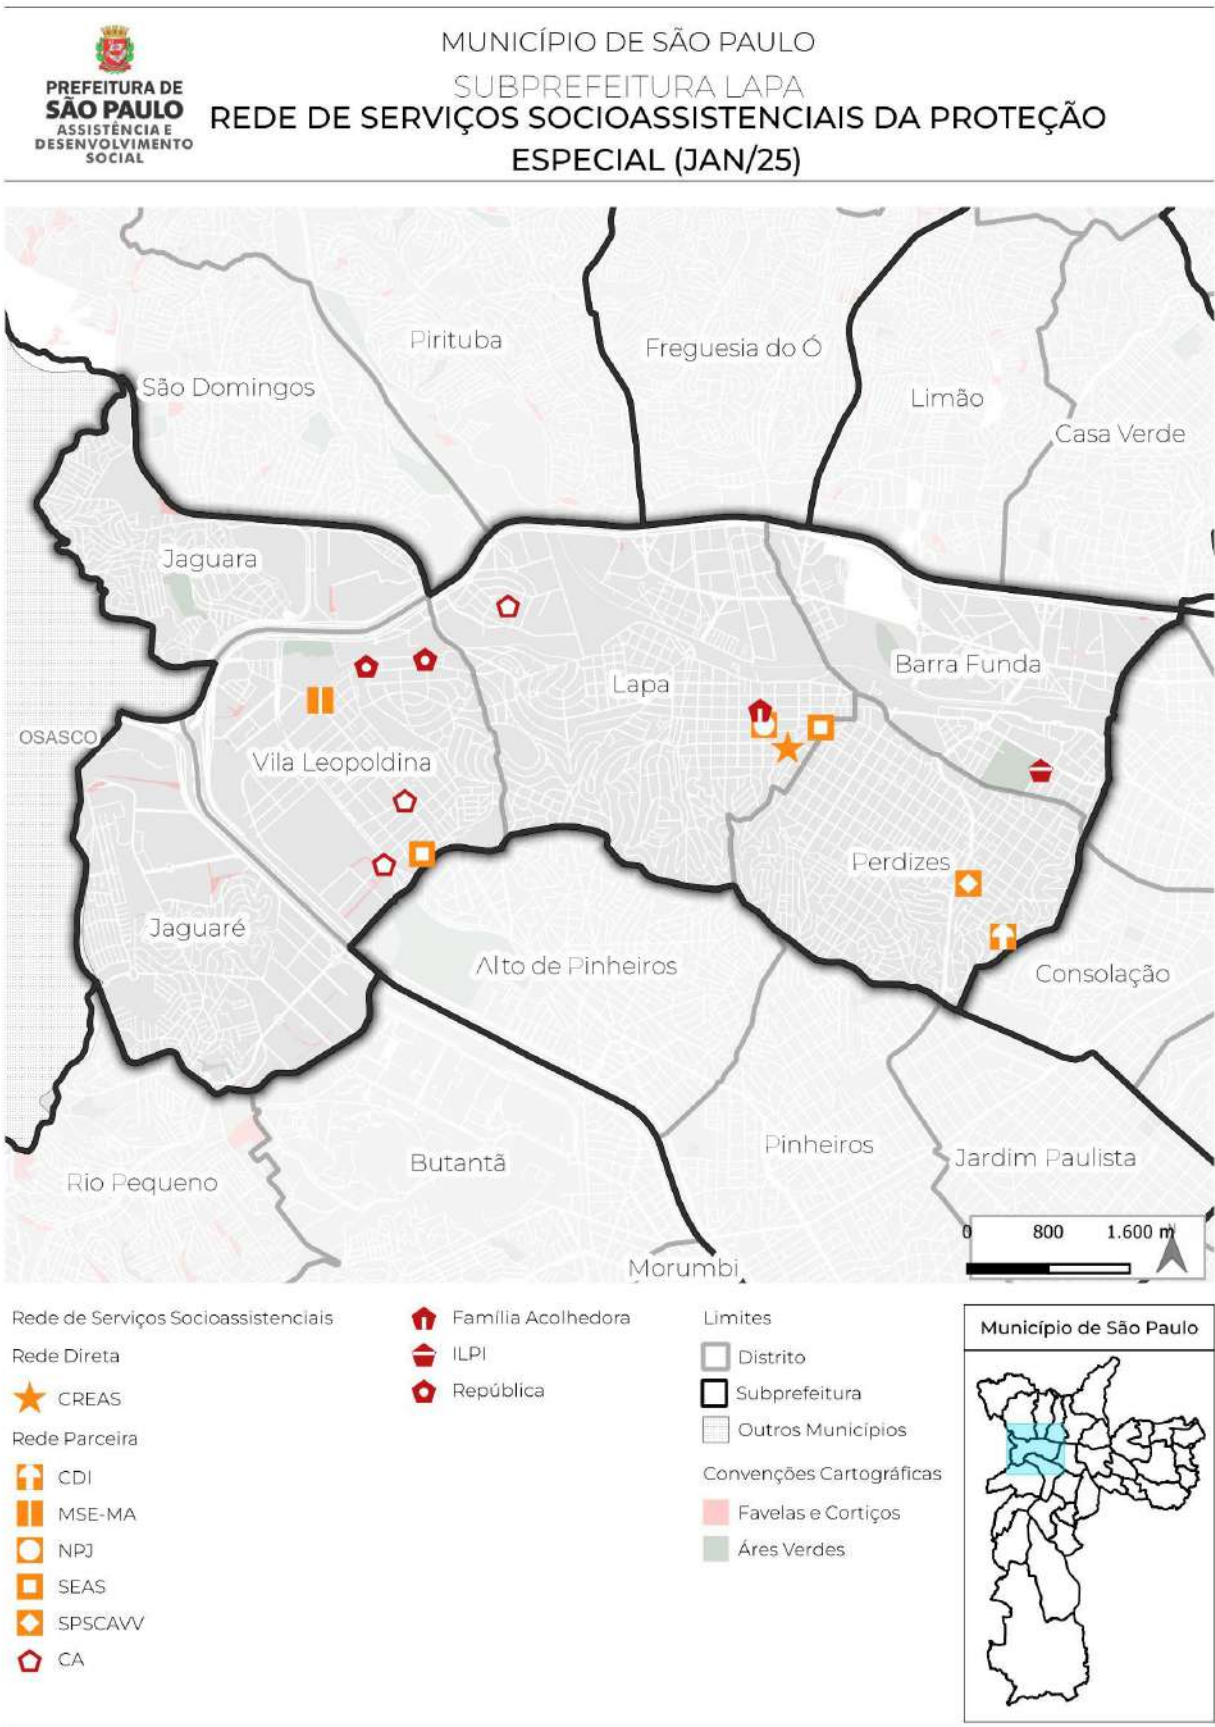 PREFEITURA DE
SÃO PAULO
ASSISTÊNCIA E
DESENVOLVIMENTO
SOCIAL
MUNICÍPIO DE SÃO PAULO
SUBPREFEITURA LAPA
REDE DE SERVIÇOS SOCIOASSISTENCIAIS DA PROTEÇÃO
ESPECIAL (JAN/25)
Pirituba
Freguesia do Ó
São Domingos
Limão
Casa Verde
Jaguara
Barra Funda
Lapa
OSASCO
Vila Leopoldina
Perdizes
Jaguaré
Alto de Pinheiros
Consolação
Pinheiros
Jardim Paulista
Butantã
Rio Pequeno
Morumbi
0 800 1.600 m
N
Rede de Serviços Socioassistenciais
Rede Direta
CREAS
Rede Parceira
CDI
MSE-MA
NPJ
SEAS
SPSCAVV
CA
Família Acolhedora
ILPI
República
Limites
Distrito
Subprefeitura
Outros Municípios
Convenções Cartográficas
Favelas e Cortiços
Áres Verdes
Município de São Paulo